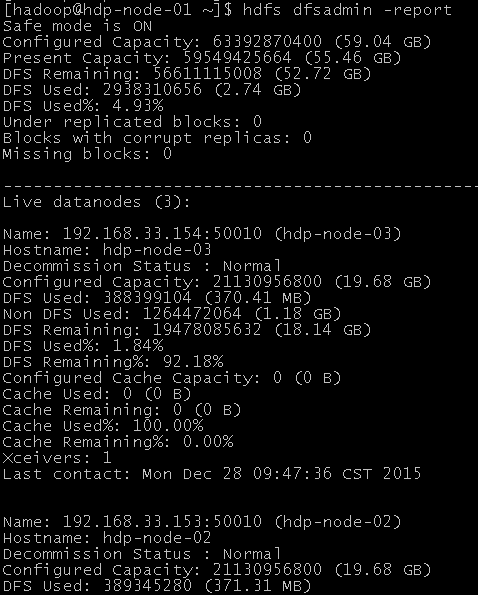 [hadoop@hdp-node-01 ~]$ hdfs dfsadmin -report
Safe mode is ON
Configured Capacity: 63392870400 (59.04 GB)
Present Capacity: 59549425664 (55.46 GB)
DFS Remaining: 56611115008 (52.72 GB)
DFS Used: 2938310656 (2.74 GB)
DFS Used%: 4.93%
Under replicated blocks: 0
Blocks with corrupt replicas: 0
Missing blocks: 0
-------------------------------------------------
Live datanodes (3):
Name: 192.168.33.154:50010 (hdp-node-03)
Hostname: hdp-node-03
Decommission Status : Normal
Configured Capacity: 21130956800 (19.68 GB)
DFS Used: 388399104 (370.41 MB)
Non DFS Used: 1264472064 (1.18 GB)
DFS Remaining: 19478085632 (18.14 GB)
DFS Used%: 1.84%
DFS Remaining%: 92.18%
Configured Cache Capacity: 0 (0 B)
Cache Used: 0 (0 B)
Cache Remaining: 0 (0 B)
Cache Used%: 100.00%
Cache Remaining%: 0.00%
Xceivers: 1
Last contact: Mon Dec 28 09:47:36 CST 2015
Name: 192.168.33.153:50010 (hdp-node-02)
Hostname: hdp-node-02
Decommission Status : Normal
Configured Capacity: 21130956800 (19.68 GB)
DFS Used: 389345280 (371.31 MB)